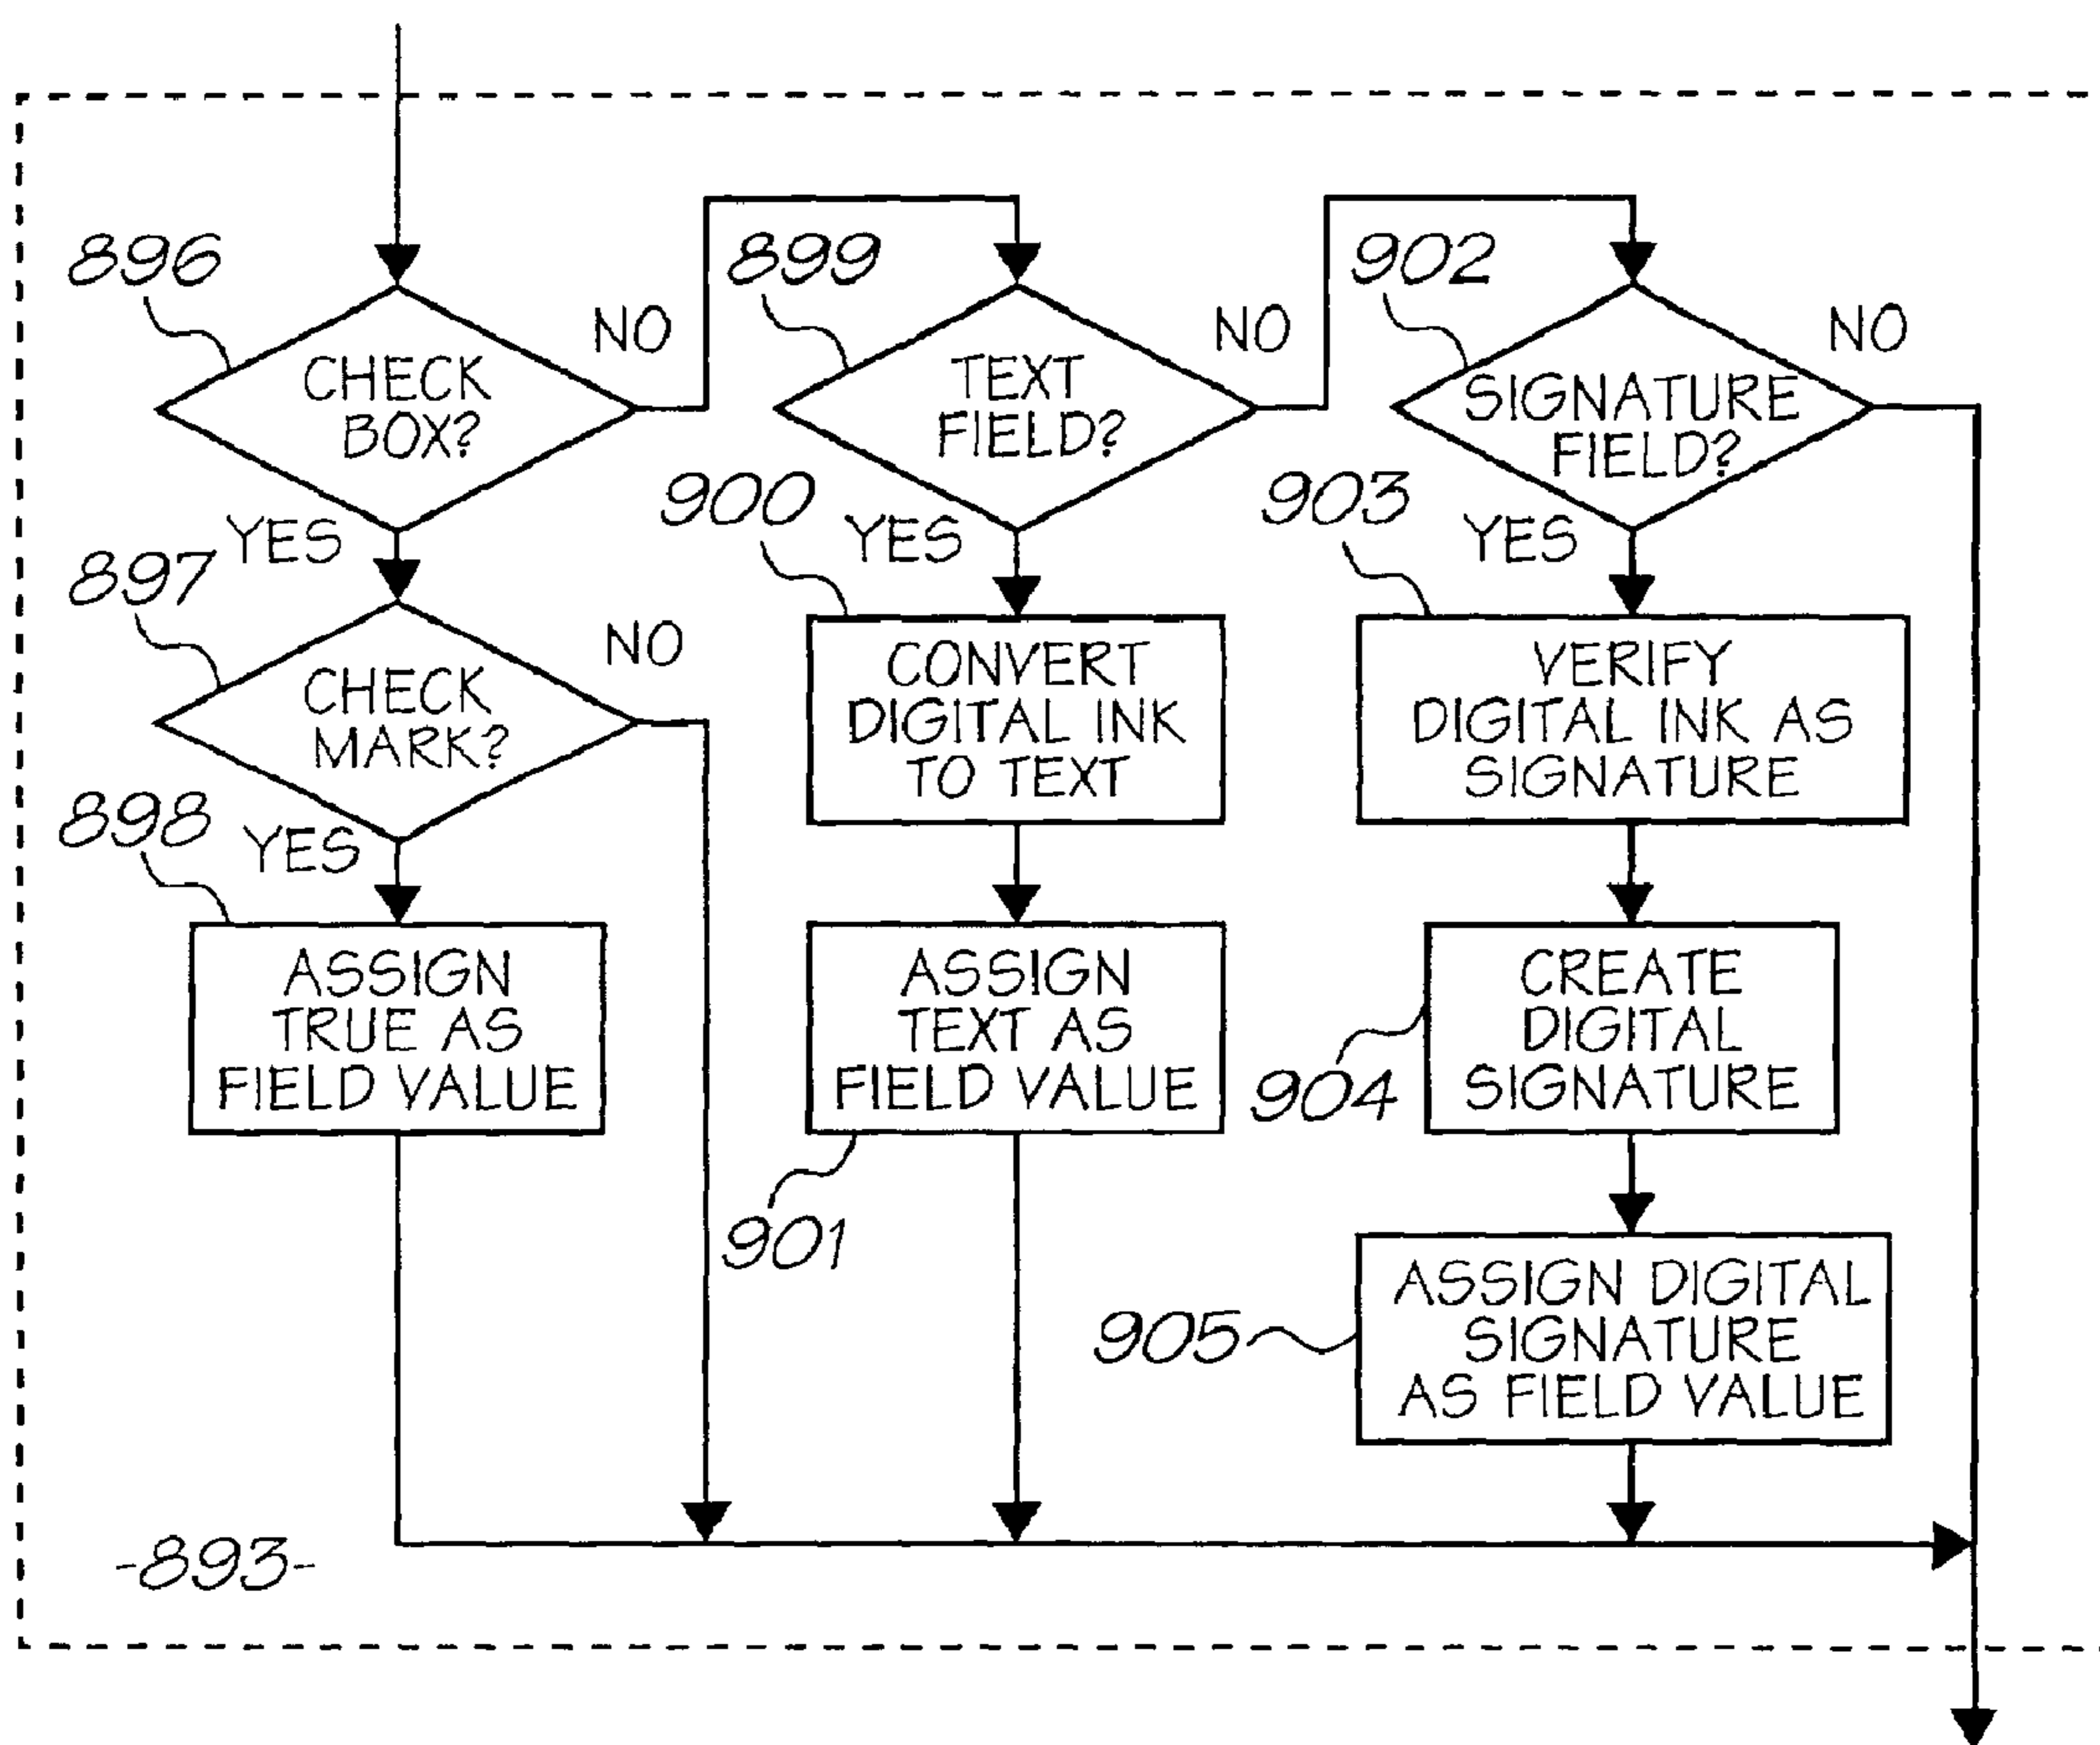 896
CHECK
BOX?
NO
YES
897
CHECK
MARK?
NO
YES
898
ASSIGN
TRUE AS
FIELD VALUE
899
TEXT
FIELD?
NO
YES
900
CONVERT
DIGITAL INK
TO TEXT
ASSIGN
TEXT AS
FIELD VALUE
901
902
SIGNATURE
FIELD?
NO
YES
903
VERIFY
DIGITAL INK AS
SIGNATURE
CREATE
DIGITAL
SIGNATURE
904
ASSIGN DIGITAL
SIGNATURE
AS FIELD VALUE
905
-893-